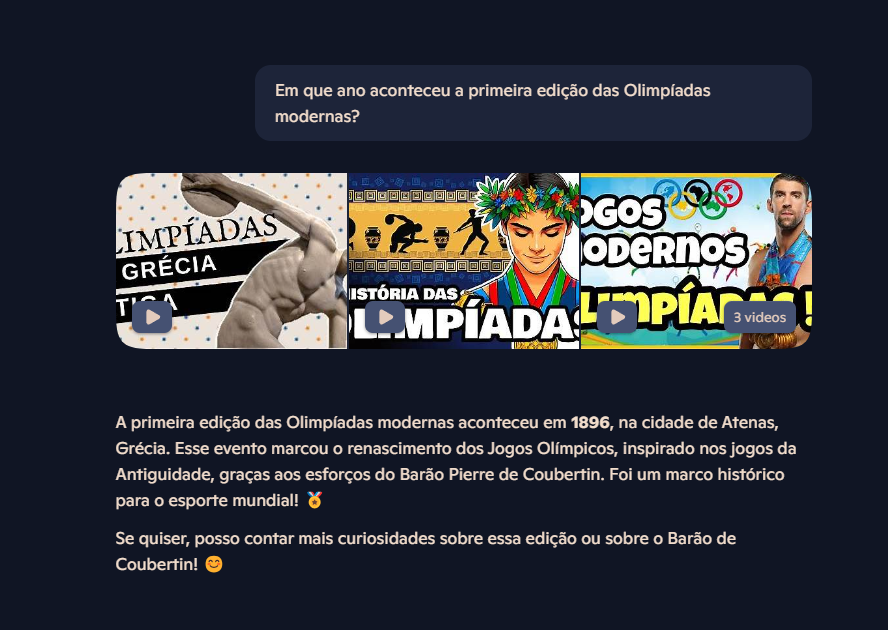 Em que ano aconteceu a primeira edição das Olimpíadas
modernas?
LIMPÍADAS
GRÉCIA
TIGA
ISTÓRIA DAS
LIMPÍADAS
OGOS
ODERNOS
OLIMPÍADAS!
3 videos
A primeira edição das Olimpíadas modernas aconteceu em 1896, na cidade de Atenas,
Grécia. Esse evento marcou o renascimento dos Jogos Olímpicos, inspirado nos jogos da
Antiguidade, graças aos esforços do Barão Pierre de Coubertin. Foi um marco histórico
para o esporte mundial! 🏅
Se quiser, posso contar mais curiosidades sobre essa edição ou sobre o Barão de
Coubertin! 😊